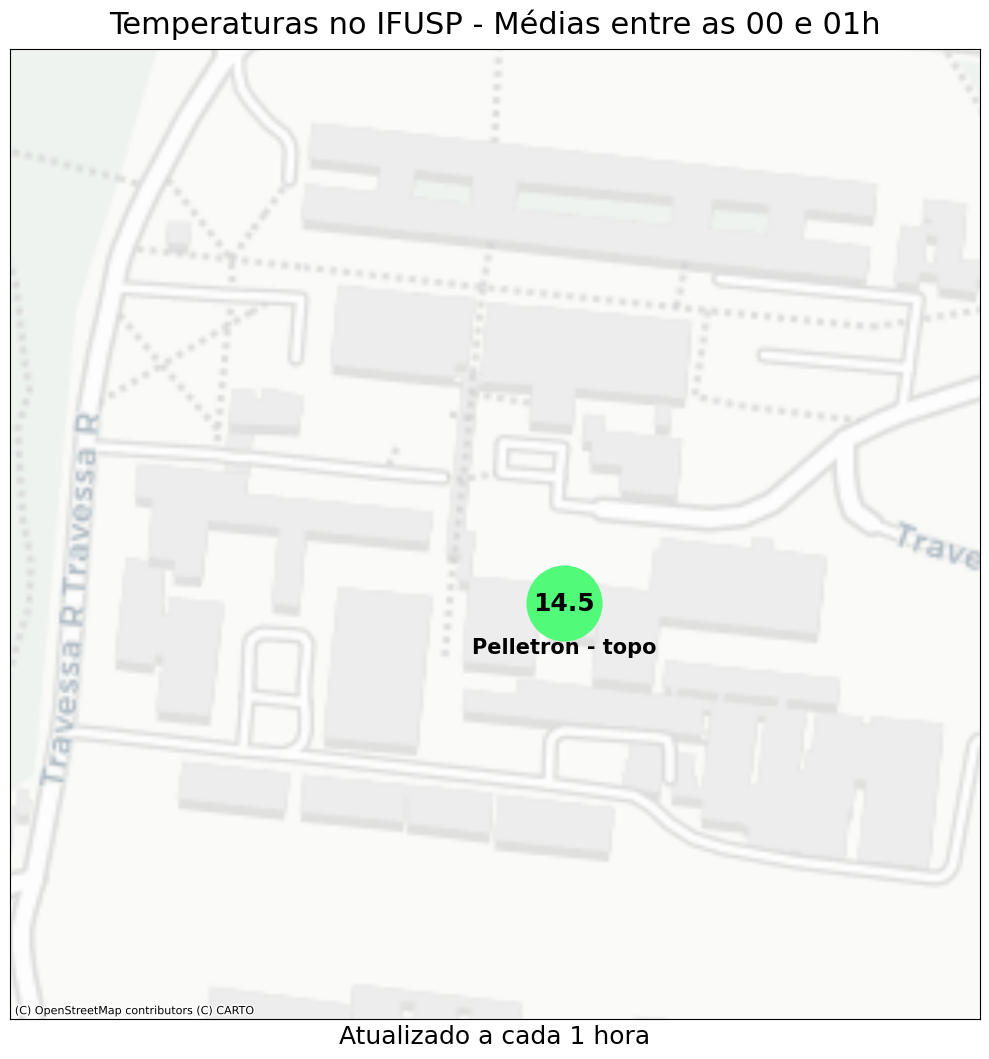 Temperaturas no IFUSP - Médias entre as 00 e 01h
Travessa R Travessa R
Trave
14.5
Pelletron - topo
(C) OpenStreetMap contributors (C) CARTO
Atualizado a cada 1 hora